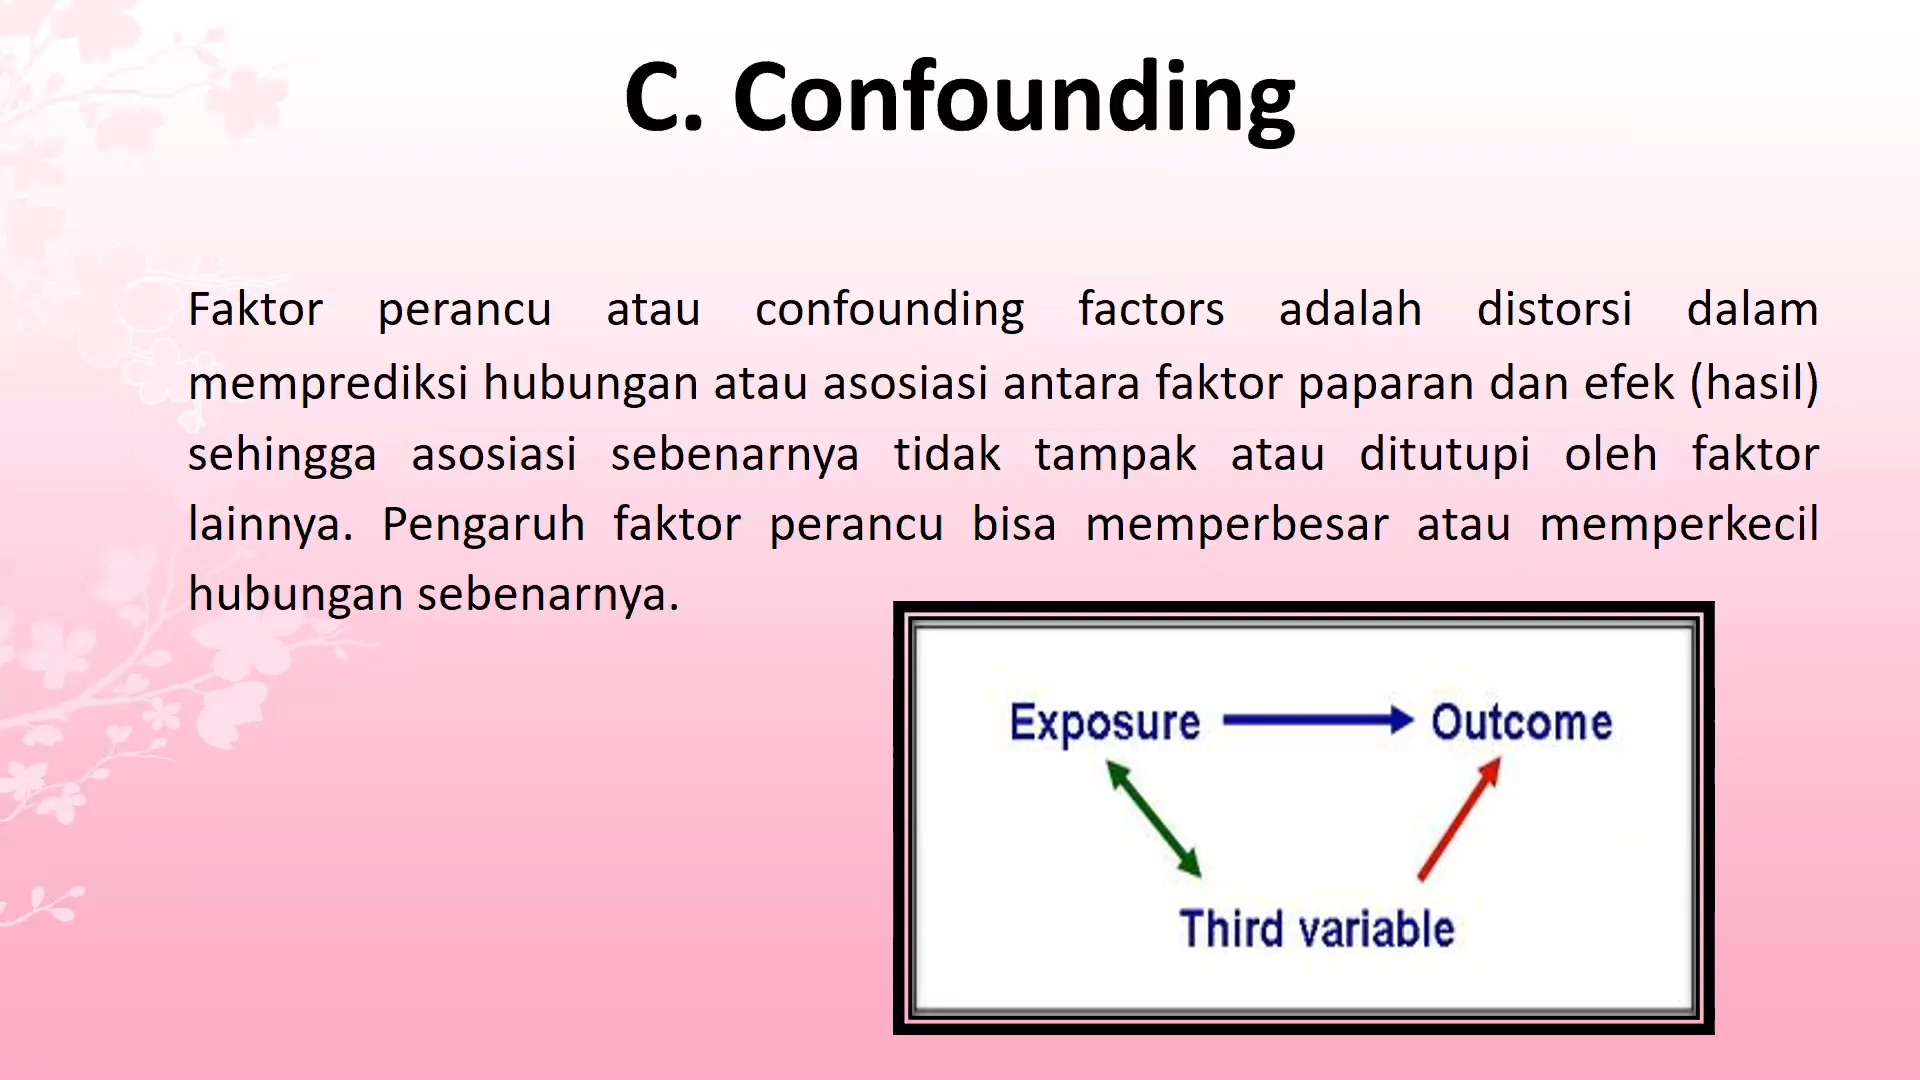 C. Confounding
Faktor perancu atau confounding factors adalah distorsi dalam
memprediksi hubungan atau asosiasi antara faktor paparan dan efek (hasil)
sehingga asosiasi sebenarnya tidak tampak atau ditutupi oleh faktor
lainnya. Pengaruh faktor perancu bisa memperbesar atau memperkecil
hubungan sebenarnya.
Exposure
Outcome
Third variable